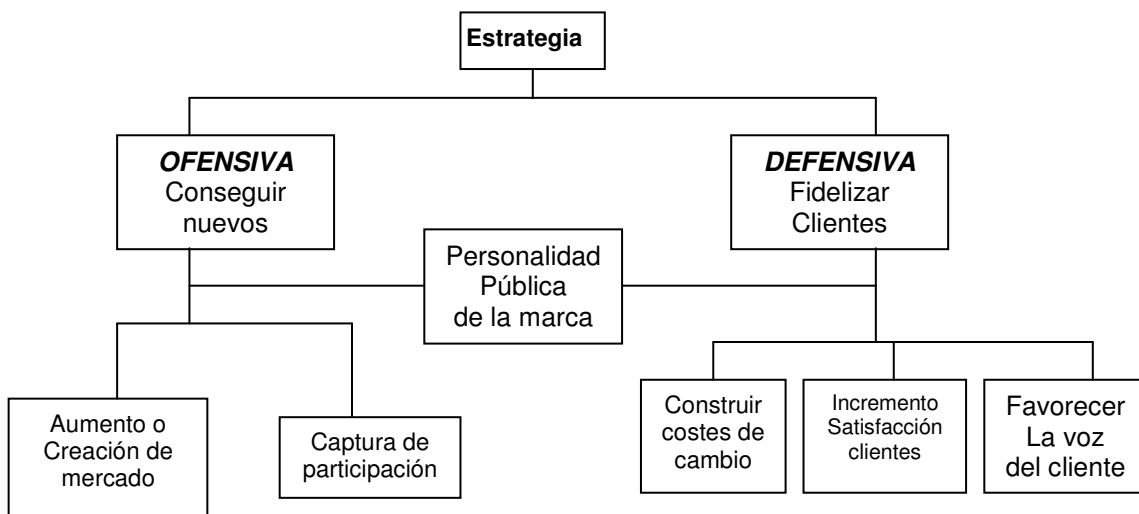 Estrategia
OFENSIVA
Conseguir
nuevos
DEFENSIVA
Fidelizar
Clientes
Personalidad
Pública
de la marca
Aumento o
Creación de
mercado
Captura de
participación
Construir
costes de
cambio
Incremento
Satisfacción
clientes
Favorecer
La voz
del cliente